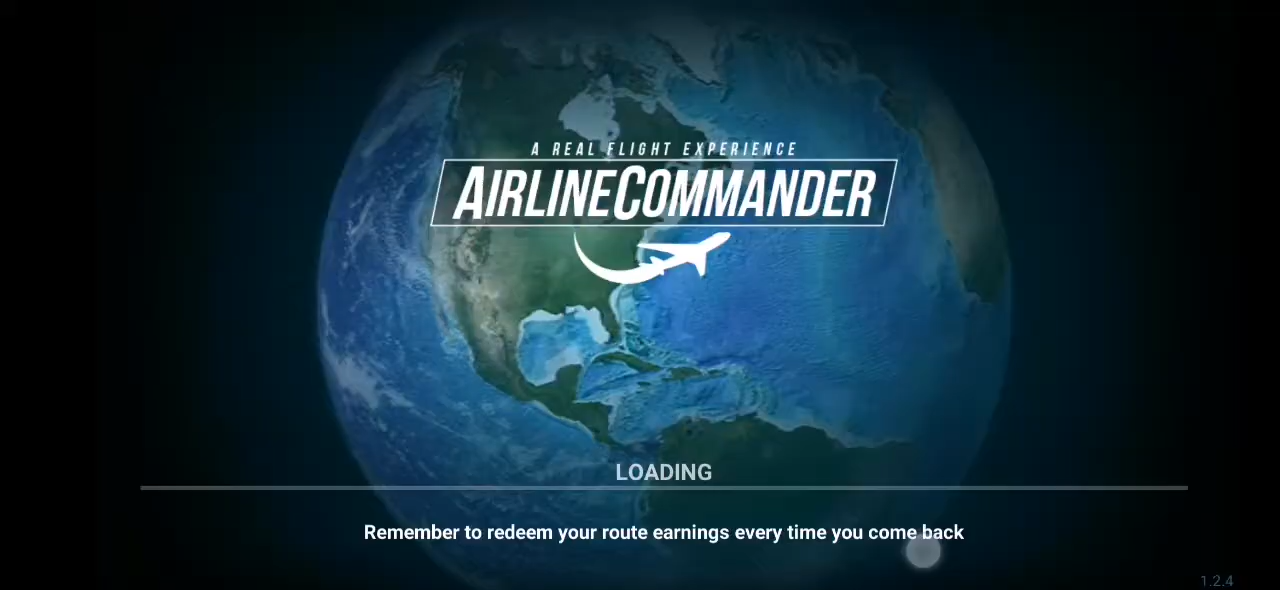 A REAL FLIGHT EXPERIENCE
AIRLINECOMMANDER
LOADING
Remember to redeem your route earnings every time you come back
1.2.4